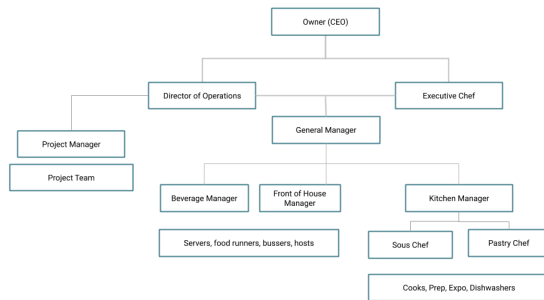 Owner (CEO)
Director of Operations
Executive Chef
General Manager
Project Manager
Project Team
Beverage Manager
Front of House
Manager
Kitchen Manager
Servers, food runners, bussers, hosts
Sous Chef
Pastry Chef
Cooks, Prep, Expo, Dishwashers